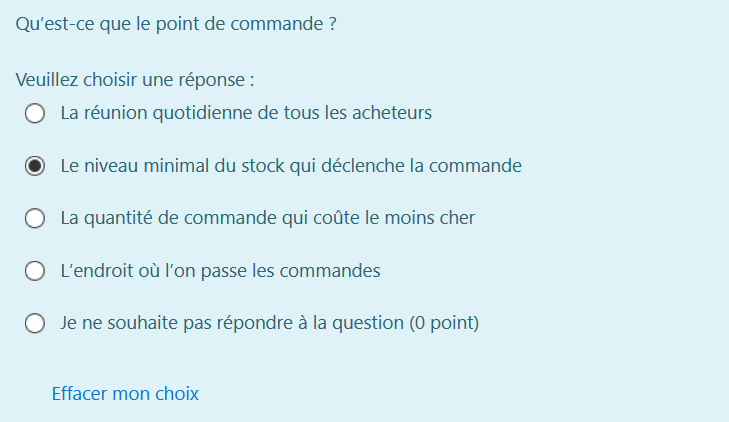 Qu'est-ce que le point de commande ?
Veuillez choisir une réponse :
La réunion quotidienne de tous les acheteurs
Le niveau minimal du stock qui déclenche la commande
La quantité de commande qui coûte le moins cher
L'endroit où l'on passe les commandes
Je ne souhaite pas répondre à la question (0 point)
Effacer mon choix